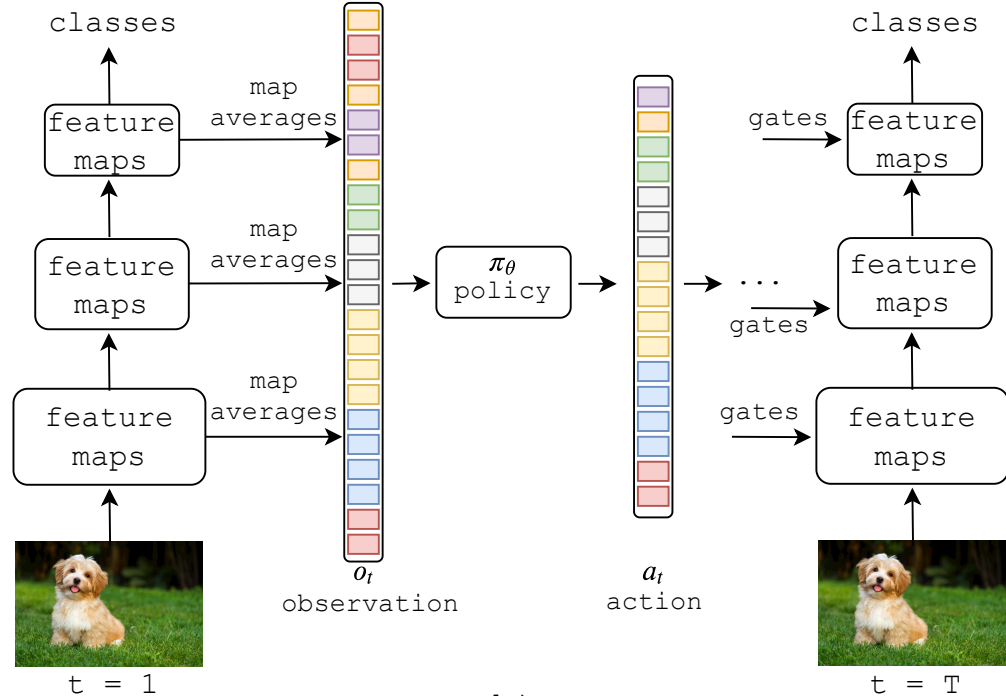 classes
feature
maps
map
averages
feature
maps
map
averages
feature
maps
map
averages
t = 1
o_t
observation
π_θ
policy
a_t
action
...
classes
gates
feature
maps
gates
feature
maps
gates
feature
maps
t = T